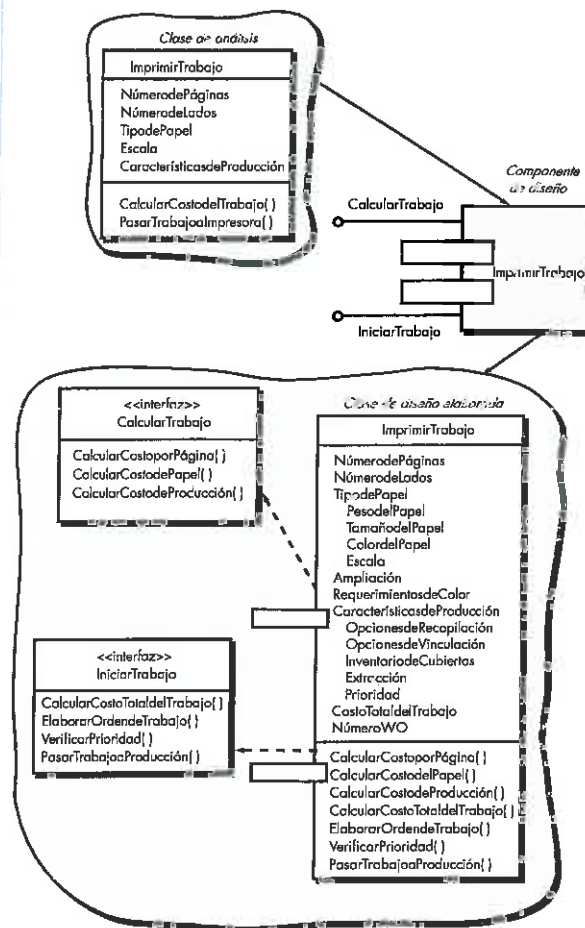 Clase de análisis
ImprimirTrabajo
NúmerodePáginas
NúmerodeLados
TipodePapel
Escala
CaracterísticasdeProducción
CalcularCostodelTrabajo( )
PasarTrabajoaImpresora( )
Componente
de diseño
CalcularTrabajo
ImprimirTrabajo
IniciarTrabajo
<<interfaz>>
CalcularTrabajo
CalcularCostoporPágina( )
CalcularCostodePapel( )
CalcularCostodeProducción( )
<<interfaz>>
IniciarTrabajo
CalcularCostoTotaldelTrabajo( )
ElaborarOrdendeTrabajo( )
VerificarPrioridad( )
PasarTrabajoaProducción( )
Clase de diseño elaborada
ImprimirTrabajo
NúmerodePáginas
NúmerodeLados
TipodePapel
PesodelPapel
TamañodelPapel
ColordelPapel
Escala
Ampliación
RequerimientosdeColor
CaracterísticasdeProducción
OpcionesdeRecopilación
OpcionesdeVinculación
InventariodeCubiertas
Extracción
Prioridad
CostoTotaldelTrabajo
NúmeroWO
CalcularCostoporPágina( )
CalcularCostodelPapel( )
CalcularCostodeProducción( )
CalcularCostoTotaldelTrabajo( )
ElaborarOrdendeTrabajo( )
VerificarPrioridad( )
PasarTrabajoaProducción( )